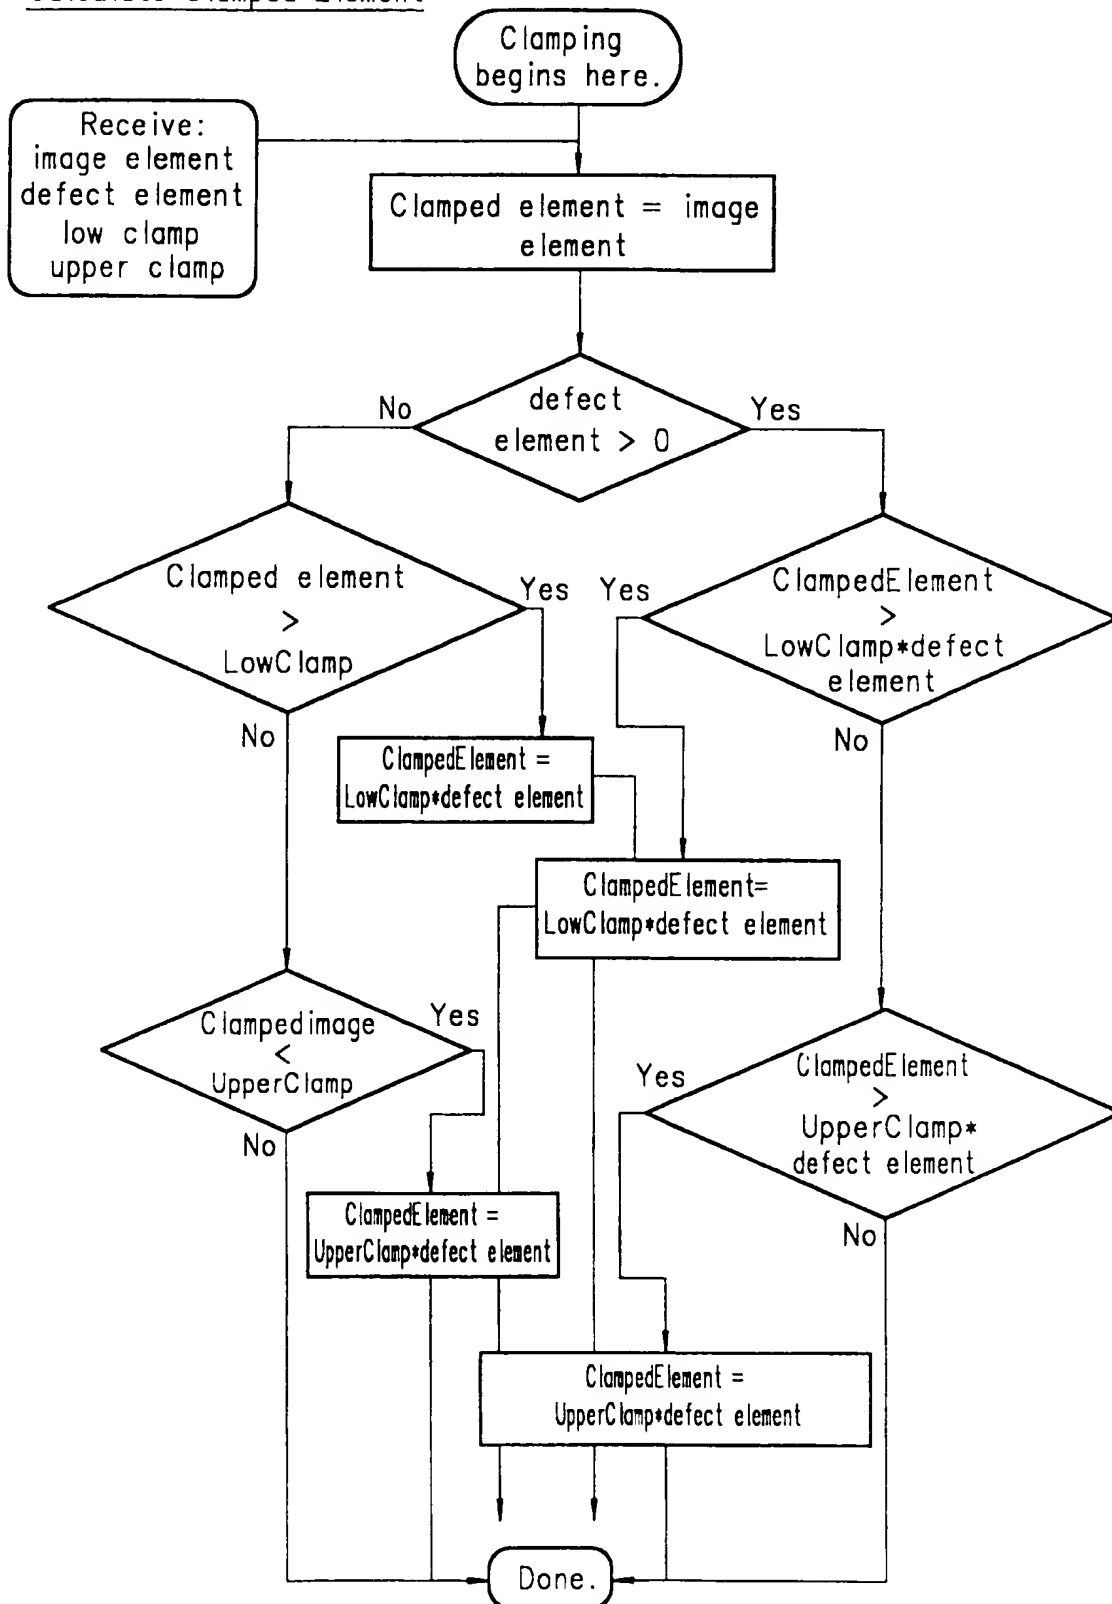 Calculate Clamped Element
Clamping
begins here.
Receive:
image element
defect element
low clamp
upper clamp
Clamped element = image
element
defect
element > 0
No
Yes
Clamped element
>
LowClamp
Yes
No
Yes
ClampedElement
>
LowClamp*defect
element
No
ClampedElement =
LowClamp*defect element
ClampedElement=
LowClamp*defect element
Clampedimage
<
UpperClamp
Yes
No
Yes
ClampedElement
>
UpperClamp*
defect element
No
ClampedElement =
UpperClamp*defect element
ClampedElement =
UpperClamp*defect element
Done.